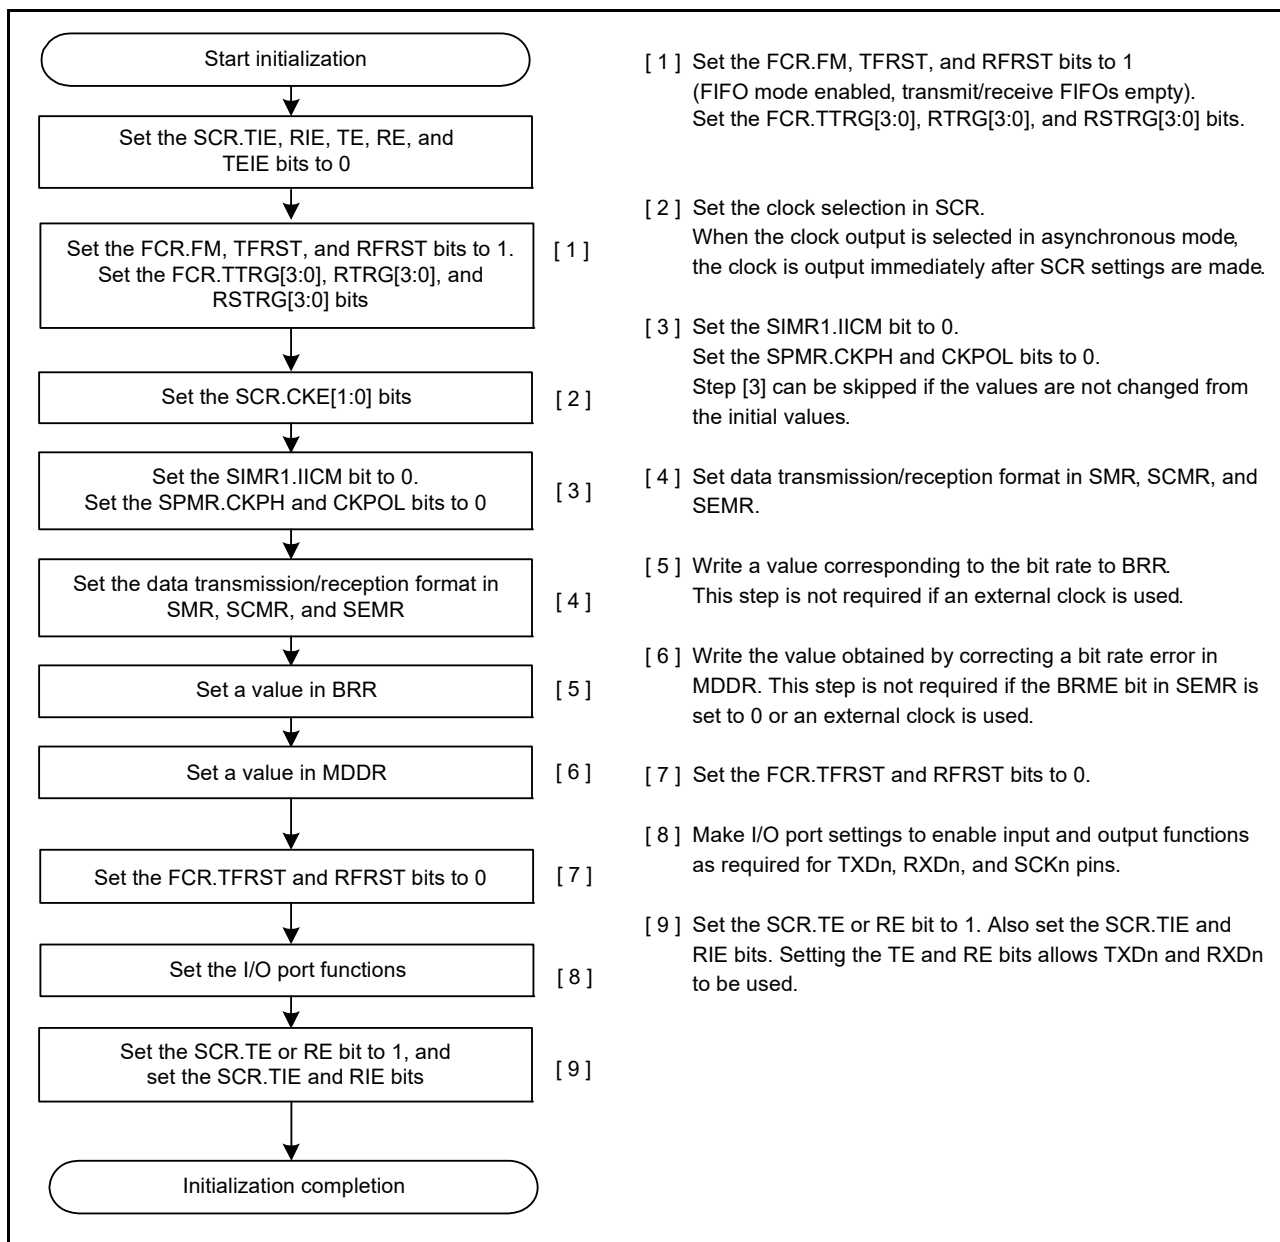 Start initialization
Set the SCR.TIE, RIE, TE, RE, and
TEIE bits to 0
Set the FCR.FM, TFRST, and RFRST bits to 1.
Set the FCR.TTRG[3:0], RTRG[3:0], and
RSTRG[3:0] bits
[ 1 ]
Set the SCR.CKE[1:0] bits
[ 2 ]
Set the SIMR1.IICM bit to 0.
Set the SPMR.CKPH and CKPOL bits to 0
[ 3 ]
Set the data transmission/reception format in
SMR, SCMR, and SEMR
[ 4 ]
Set a value in BRR
[ 5 ]
Set a value in MDDR
[ 6 ]
Set the FCR.TFRST and RFRST bits to 0
[ 7 ]
Set the I/O port functions
[ 8 ]
Set the SCR.TE or RE bit to 1, and
set the SCR.TIE and RIE bits
[ 9 ]
Initialization completion
[ 1 ] Set the FCR.FM, TFRST, and RFRST bits to 1
(FIFO mode enabled, transmit/receive FIFOs empty).
Set the FCR.TTRG[3:0], RTRG[3:0], and RSTRG[3:0] bits.
[ 2 ] Set the clock selection in SCR.
When the clock output is selected in asynchronous mode,
the clock is output immediately after SCR settings are made.
[ 3 ] Set the SIMR1.IICM bit to 0.
Set the SPMR.CKPH and CKPOL bits to 0.
Step [3] can be skipped if the values are not changed from
the initial values.
[ 4 ] Set data transmission/reception format in SMR, SCMR, and
SEMR.
[ 5 ] Write a value corresponding to the bit rate to BRR.
This step is not required if an external clock is used.
[ 6 ] Write the value obtained by correcting a bit rate error in
MDDR. This step is not required if the BRME bit in SEMR is
set to 0 or an external clock is used.
[ 7 ] Set the FCR.TFRST and RFRST bits to 0.
[ 8 ] Make I/O port settings to enable input and output functions
as required for TXDn, RXDn, and SCKn pins.
[ 9 ] Set the SCR.TE or RE bit to 1. Also set the SCR.TIE and
RIE bits. Setting the TE and RE bits allows TXDn and RXDn
to be used.